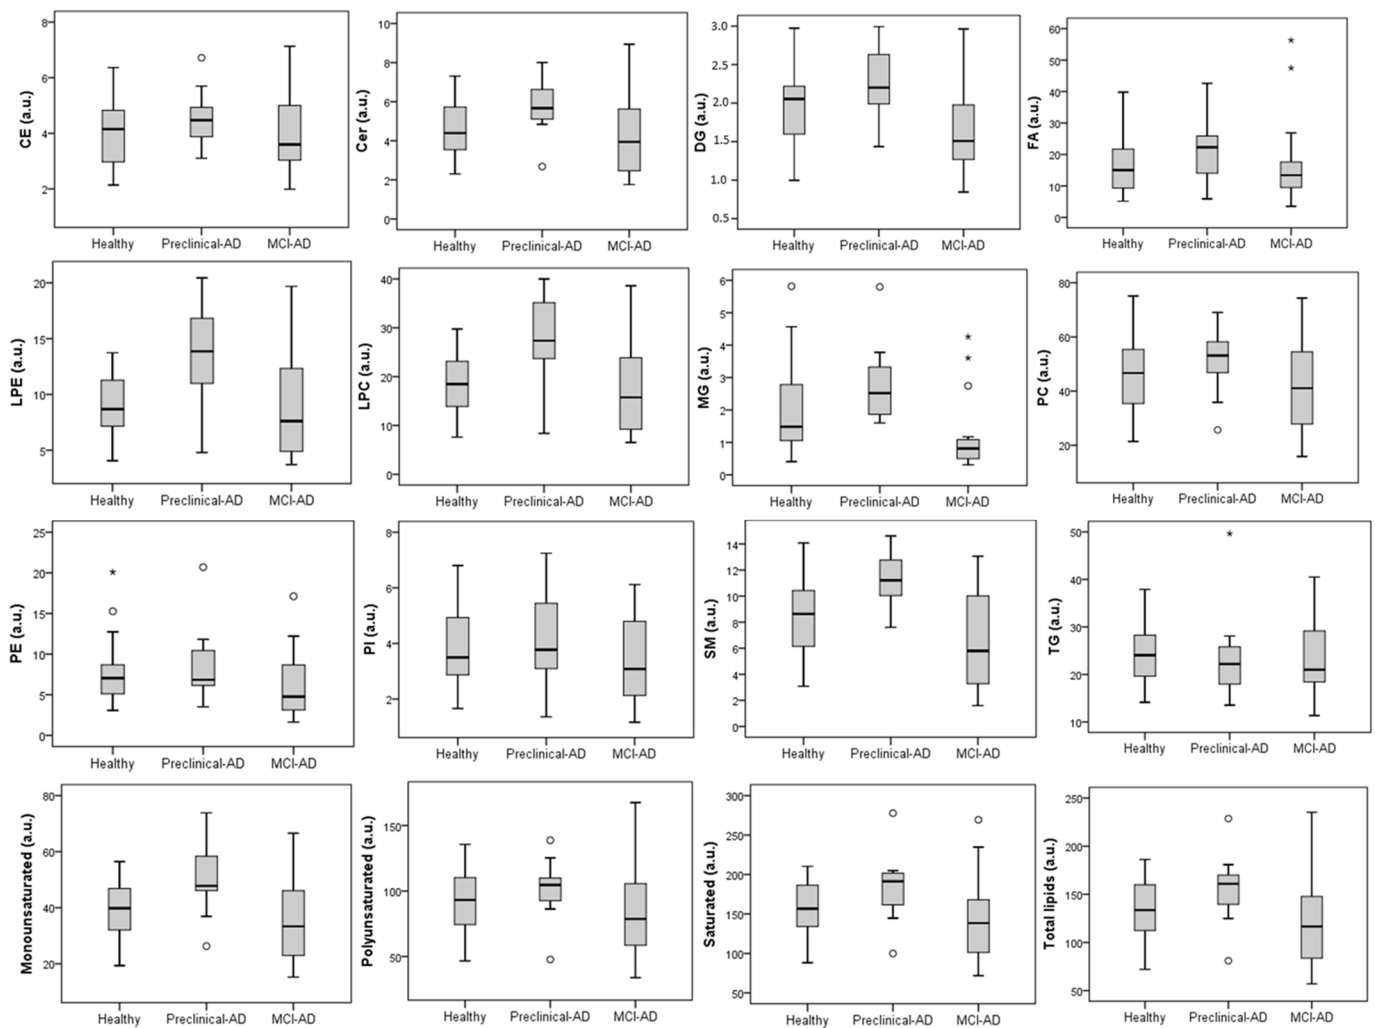 CE (a.u.)
8
6
4
2
Healthy Preclinical-AD MCI-AD
Cer (a.u.)
10
8
6
4
2
0
Healthy Preclinical-AD MCI-AD
DG (a.u.)
3.0
2.5
2.0
1.5
1.0
0.5
Healthy Preclinical-AD MCI-AD
FA (a.u.)
60
50
40
30
20
10
0
Healthy Preclinical-AD MCI-AD
LPE (a.u.)
20
15
10
5
Healthy Preclinical-AD MCI-AD
LPC (a.u.)
40
30
20
10
0
Healthy Preclinical-AD MCI-AD
MG (a.u.)
6
5
4
3
2
1
0
Healthy Preclinical-AD MCI-AD
PC (a.u.)
80
60
40
20
Healthy Preclinical-AD MCI-AD
PE (a.u.)
25
20
15
10
5
0
Healthy Preclinical-AD MCI-AD
PI (a.u.)
8
6
4
2
Healthy Preclinical-AD MCI-AD
SM (a.u.)
14
12
10
8
6
4
2
0
Healthy Preclinical-AD MCI-AD
TG (a.u.)
50
40
30
20
10
Healthy Preclinical-AD MCI-AD
Monounsaturated (a.u.)
80
60
40
20
Healthy Preclinical-AD MCI-AD
Polyunsaturated (a.u.)
150
100
50
Healthy Preclinical-AD MCI-AD
Saturated (a.u.)
300
250
200
150
100
50
Healthy Preclinical-AD MCI-AD
Total lipids (a.u.)
250
200
150
100
50
Healthy Preclinical-AD MCI-AD